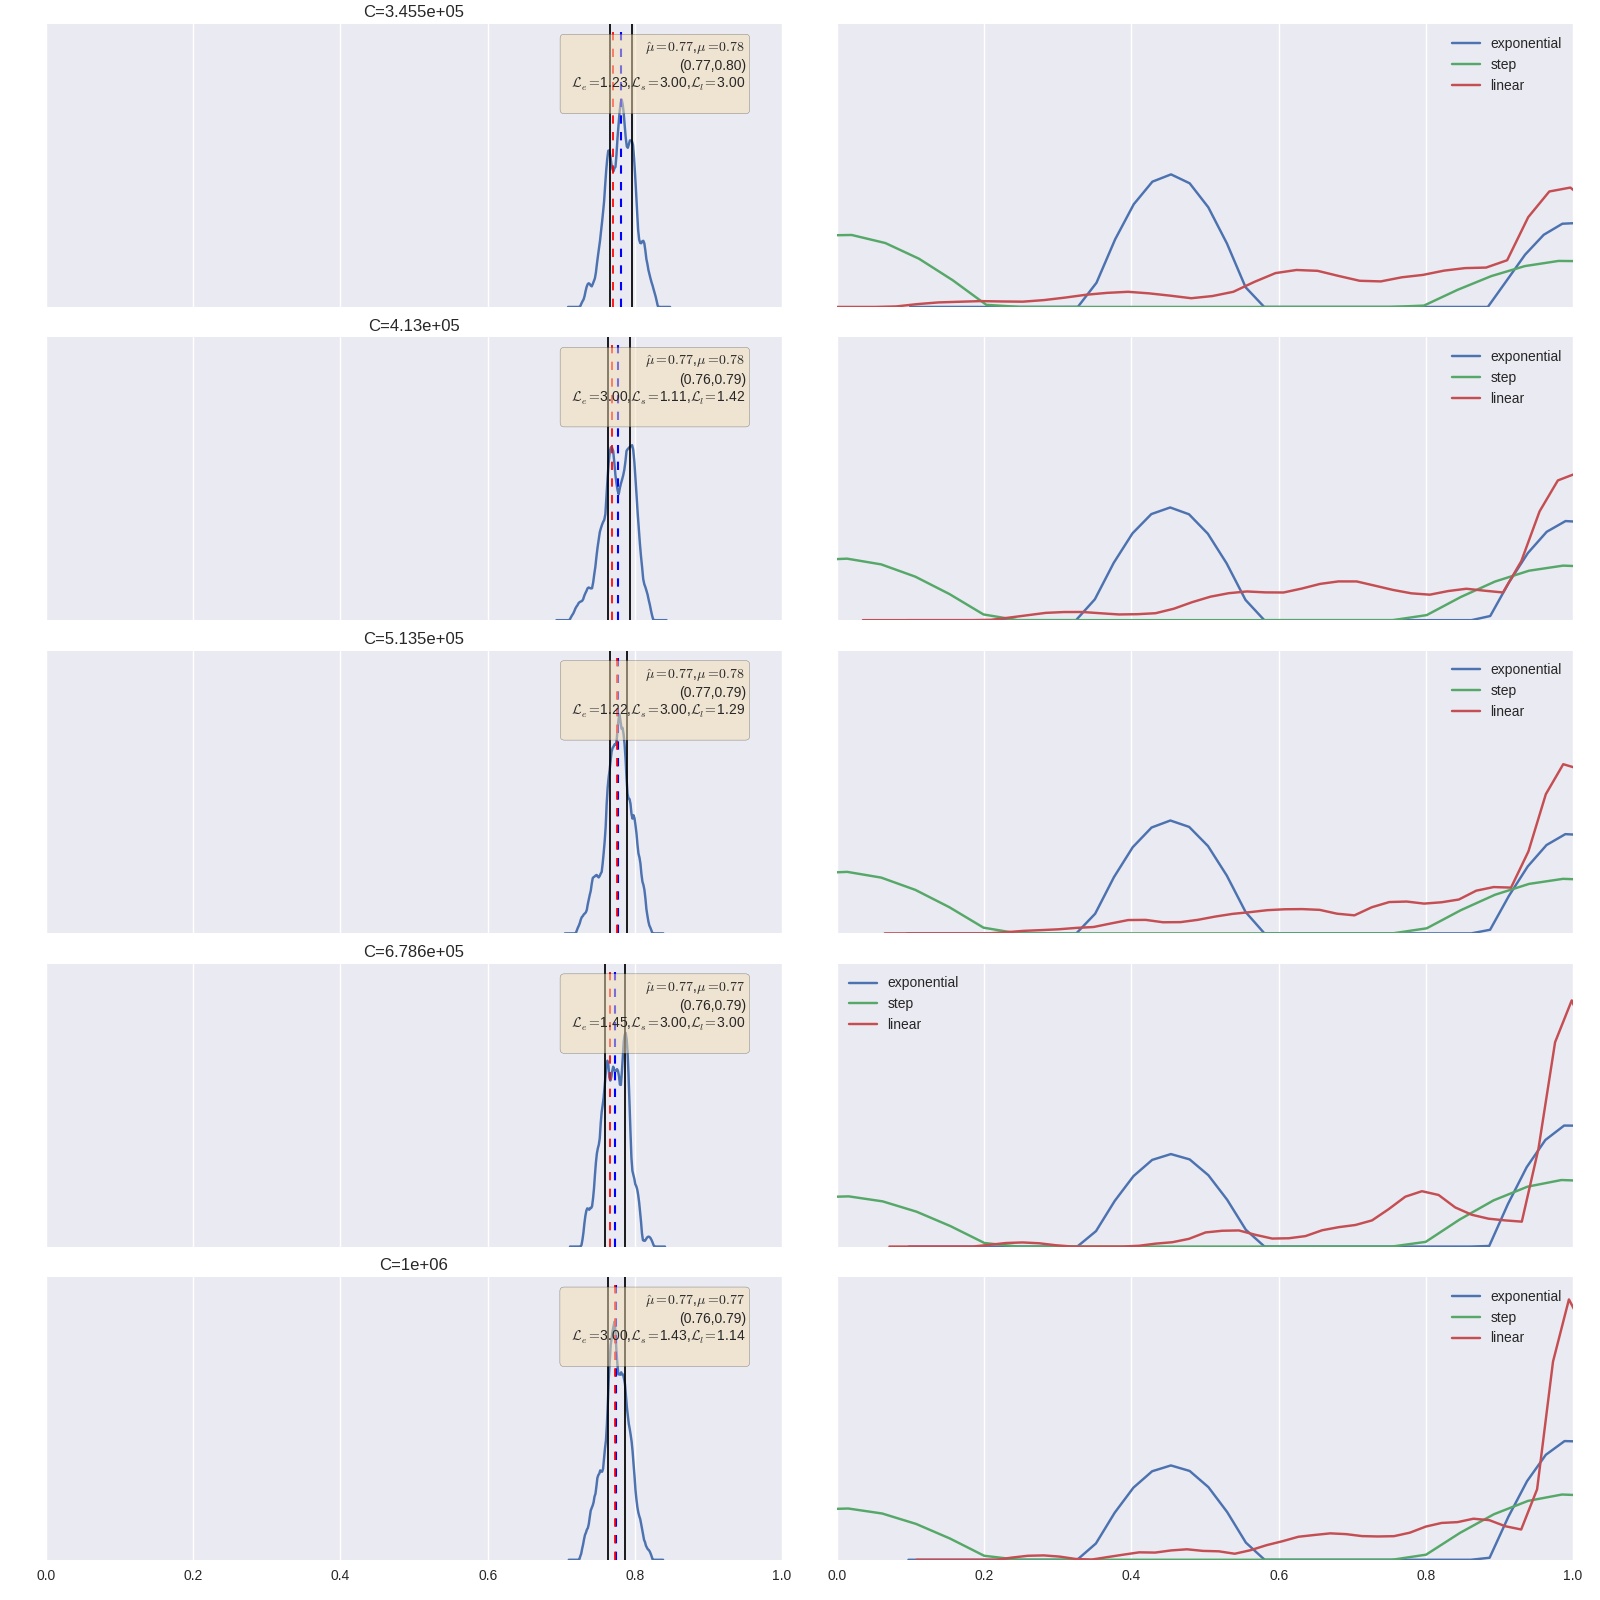 C=3.455e+05
μ̂=0.77,μ=0.78
(0.77,0.80)
ℒₑ=1.23,ℒₛ=3.00,ℒₗ=3.00
exponential
step
linear
C=4.13e+05
μ̂=0.77,μ=0.78
(0.76,0.79)
ℒₑ=3.00,ℒₛ=1.11,ℒₗ=1.42
exponential
step
linear
C=5.135e+05
μ̂=0.77,μ=0.78
(0.77,0.79)
ℒₑ=1.22,ℒₛ=3.00,ℒₗ=1.29
exponential
step
linear
C=6.786e+05
μ̂=0.77,μ=0.77
(0.76,0.79)
ℒₑ=1.45,ℒₛ=3.00,ℒₗ=3.00
exponential
step
linear
C=1e+06
μ̂=0.77,μ=0.77
(0.76,0.79)
ℒₑ=3.00,ℒₛ=1.43,ℒₗ=1.14
exponential
step
linear
0.0 0.2 0.4 0.6 0.8 1.0
0.0 0.2 0.4 0.6 0.8 1.0